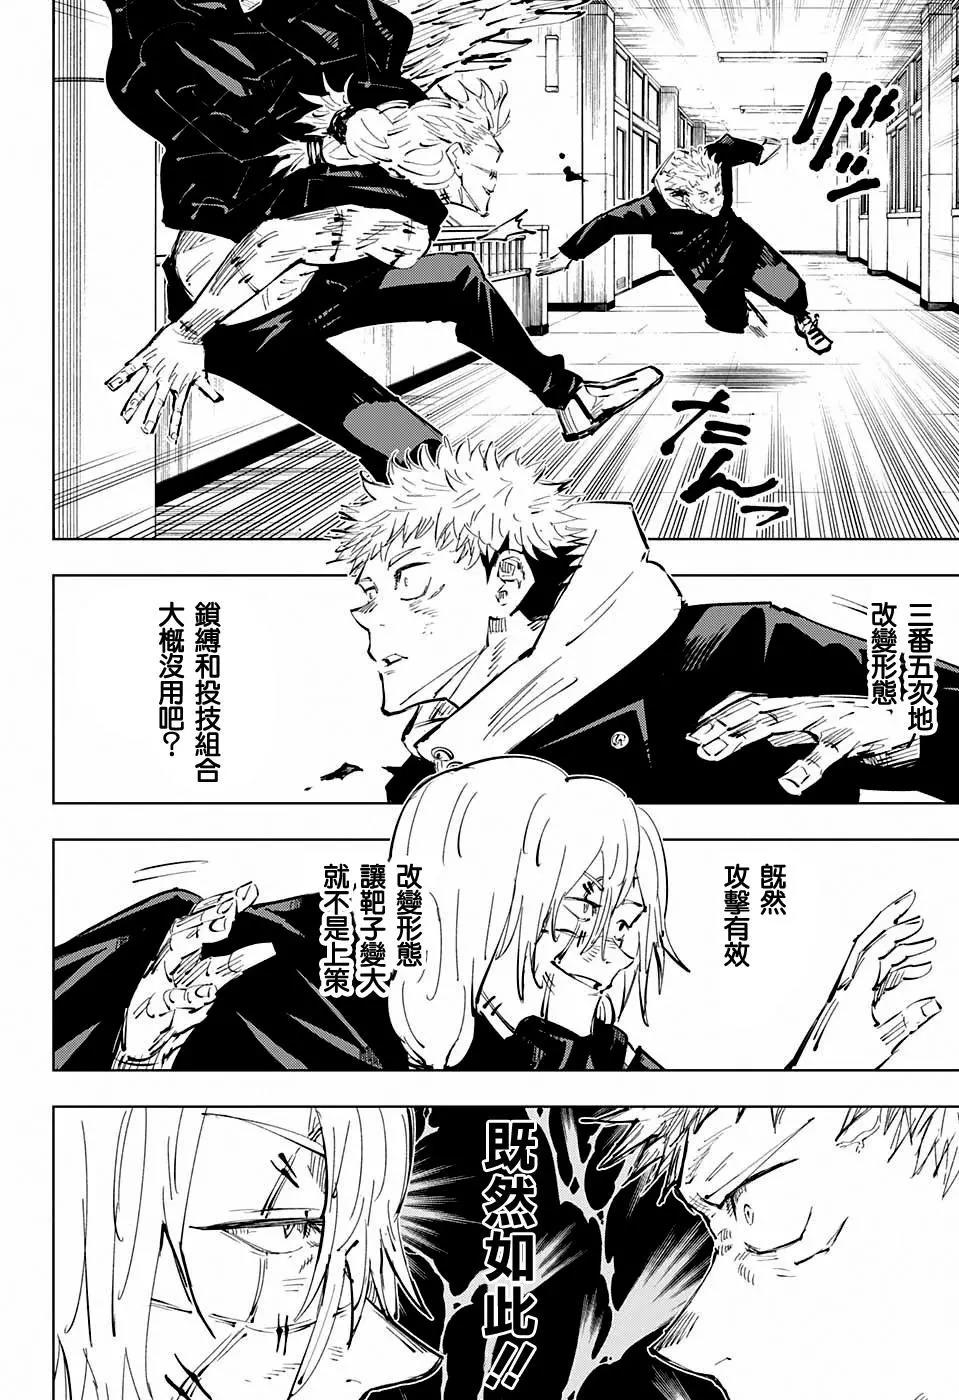 ダッ
たんっ
三番五次地
改變形態
鎖縛和投技組合
大概沒用吧？
既然
攻擊有效
改變形態
讓靶子變大
就不是上策
既然如此!!